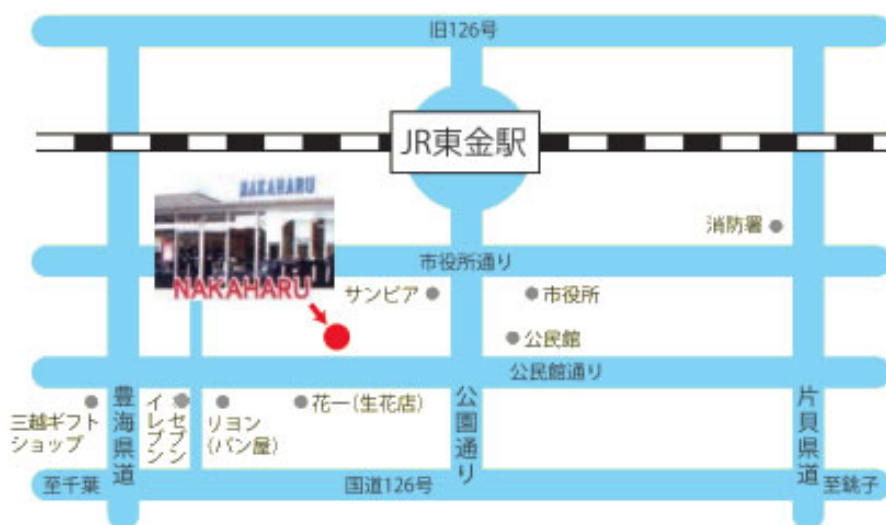 旧126号
JR東金駅
NAKAHARU
消防署
市役所通り
NAKAHARU
サンピア
市役所
公民館
公民館通り
三越ギフト
ショップ
豊海県道
セブン
イレブン
リヨン
(パン屋)
花一(生花店)
公園通り
片貝県道
至千葉
国道126号
至銚子